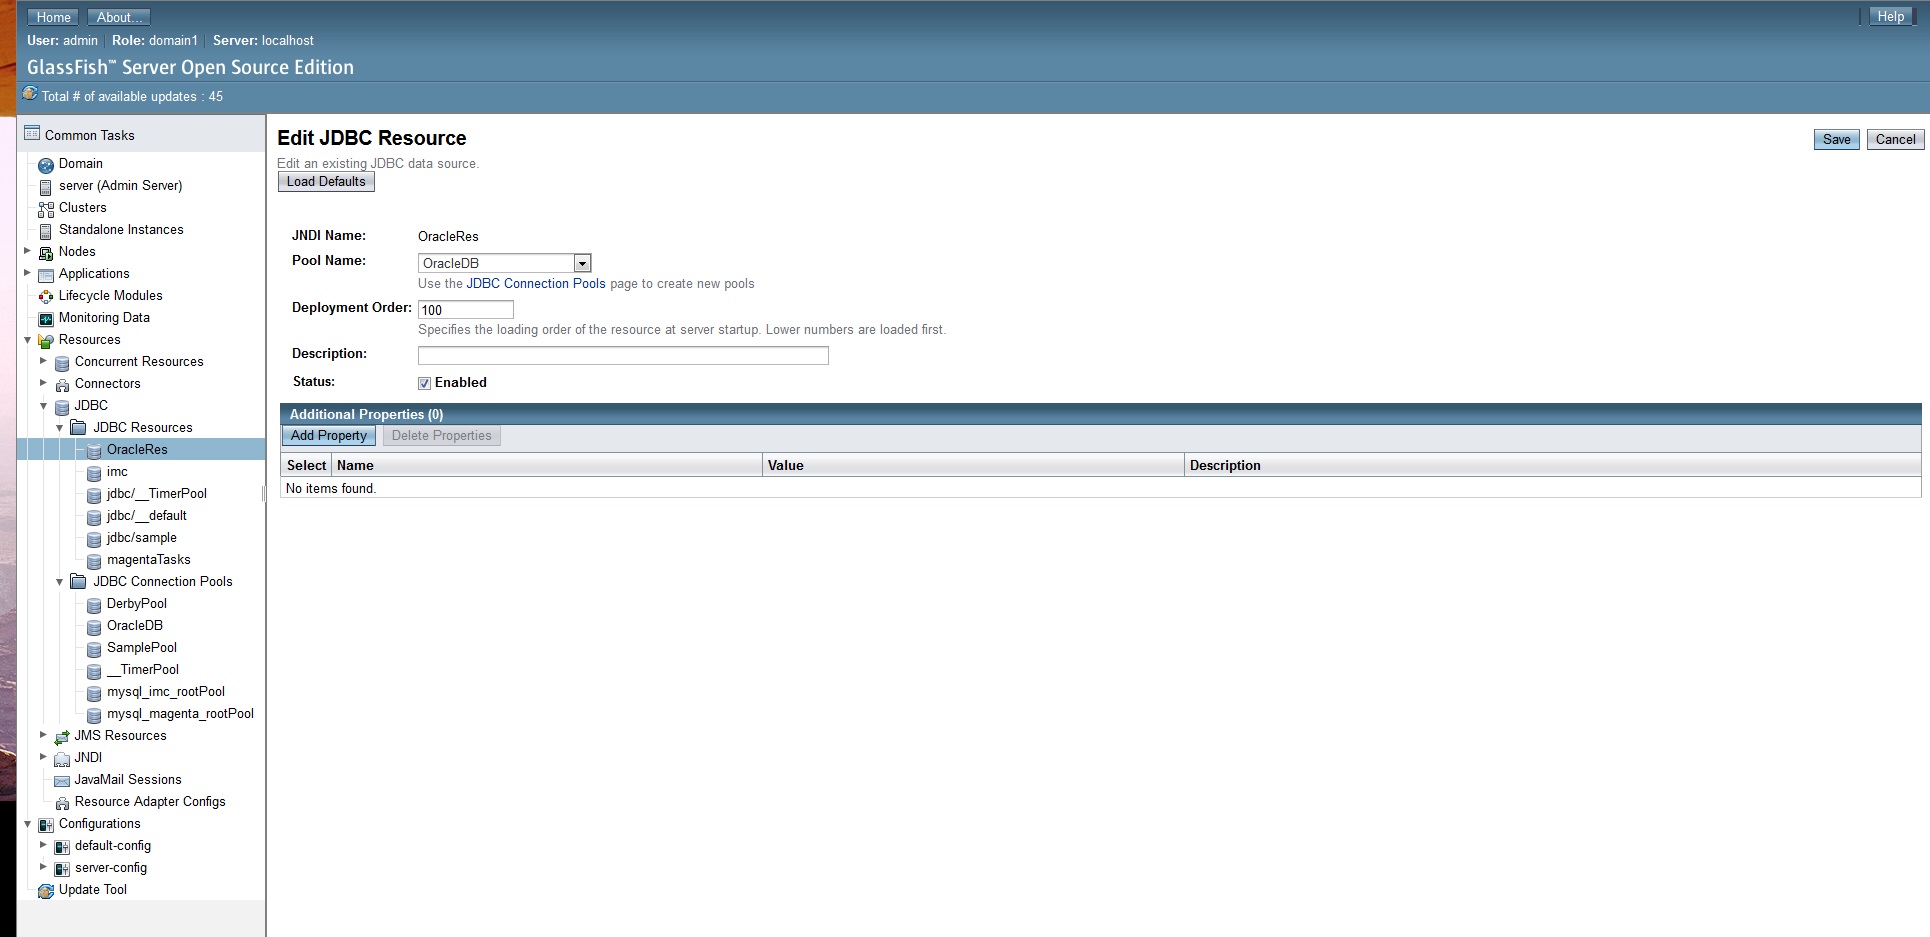 Home About...
Help
User: admin Role: domain1 Server: localhost
GlassFish™ Server Open Source Edition
Total # of available updates : 45
Common Tasks
Domain
server (Admin Server)
Clusters
Standalone Instances
Nodes
Applications
Lifecycle Modules
Monitoring Data
Resources
Concurrent Resources
Connectors
JDBC
JDBC Resources
OracleRes
imc
jdbc/__TimerPool
jdbc/__default
jdbc/sample
magentaTasks
JDBC Connection Pools
DerbyPool
OracleDB
SamplePool
__TimerPool
mysql_imc_rootPool
mysql_magenta_rootPool
JMS Resources
JNDI
JavaMail Sessions
Resource Adapter Configs
Configurations
default-config
server-config
Update Tool
Edit JDBC Resource
Save Cancel
Edit an existing JDBC data source.
Load Defaults
JNDI Name: OracleRes
Pool Name: OracleDB
Use the JDBC Connection Pools page to create new pools
Deployment Order: 100
Specifies the loading order of the resource at server startup. Lower numbers are loaded first.
Description:
Status: Enabled
Additional Properties (0)
Add Property Delete Properties
Select Name Value Description
No items found.